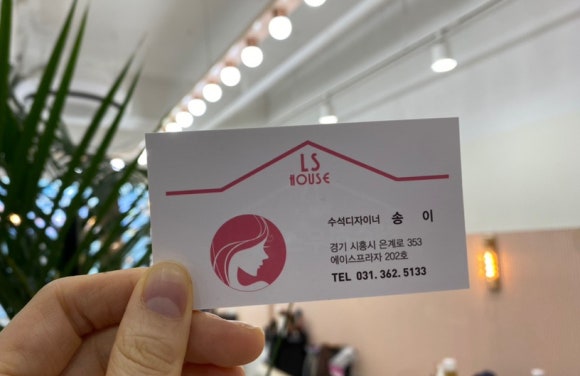 LS
HOUSE
수석디자이너 송 이
경기 시흥시 은계로 353
에이스프라자 202호
TEL 031. 362. 5133